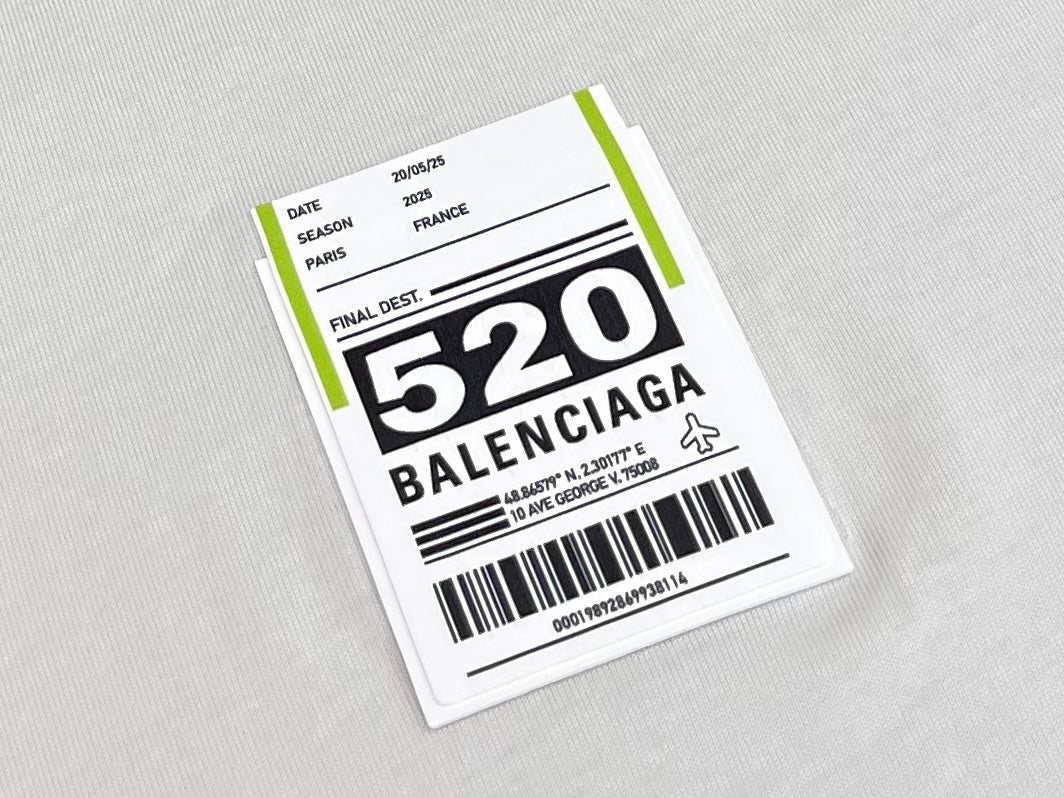 DATE 20/05/25
SEASON 2025
PARIS FRANCE
FINAL DEST.
520
BALENCIAGA
48.86579° N, 2.30177° E
10 AVE GEORGE V, 75008
00019892869938114